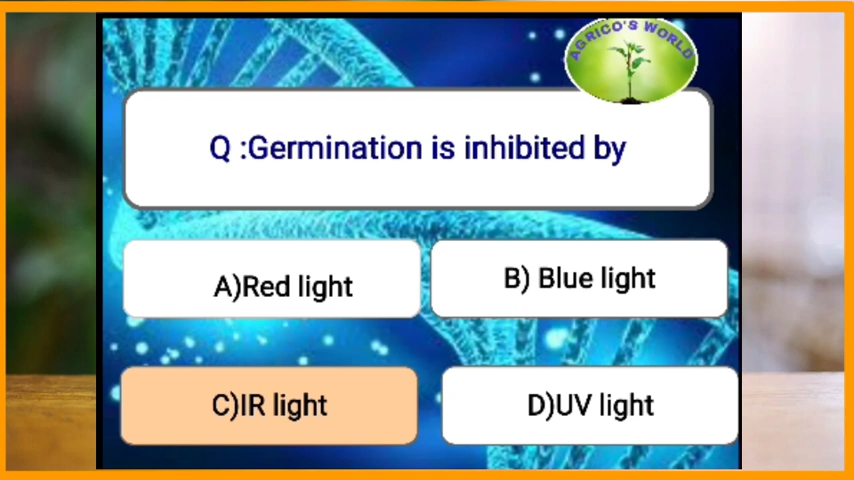 AGRICO'S WORLD
Q :Germination is inhibited by
A)Red light
B) Blue light
C)IR light
D)UV light